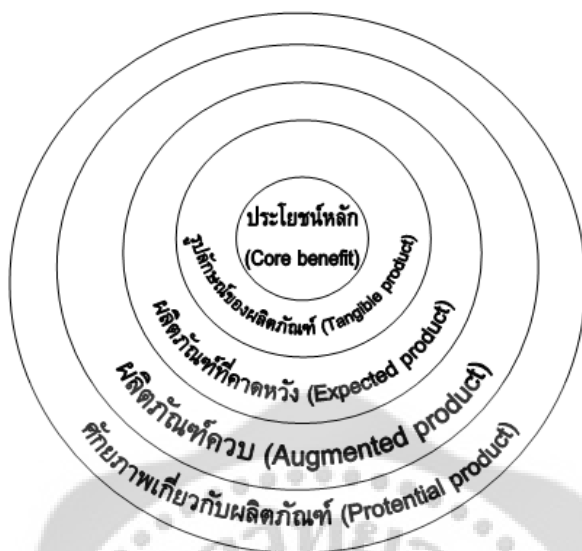 ประโยชน์หลัก
(Core benefit)
รูปลักษณ์ของผลิตภัณฑ์ (Tangible product)
ผลิตภัณฑ์ที่คาดหวัง (Expected product)
ผลิตภัณฑ์ควบ (Augmented product)
ศักยภาพเกี่ยวกับผลิตภัณฑ์ (Protential product)